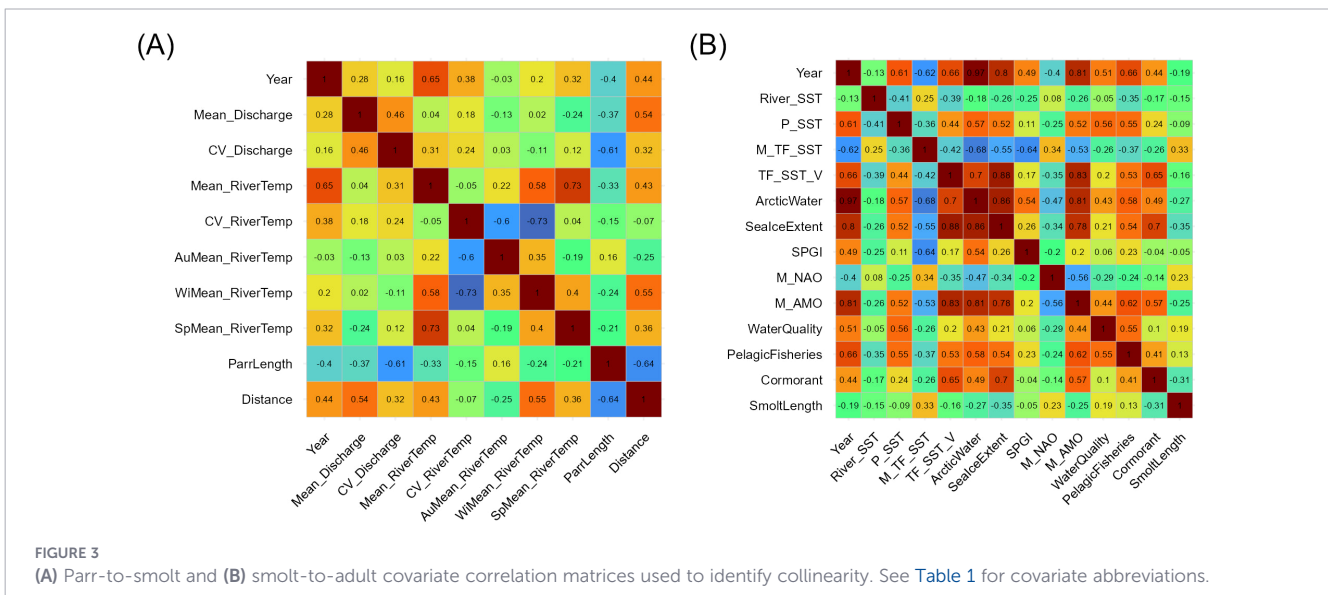 (A)
Year 1 0.28 0.16 0.65 0.38 -0.03 0.2 0.32 -0.4 0.44
Mean_Discharge 0.28 1 0.46 0.04 0.18 -0.13 0.02 -0.24 -0.37 0.54
CV_Discharge 0.16 0.46 1 0.31 0.24 0.03 -0.11 0.12 -0.61 0.32
Mean_RiverTemp 0.65 0.04 0.31 1 -0.05 0.22 0.58 0.73 -0.33 0.43
CV_RiverTemp 0.38 0.18 0.24 -0.05 1 -0.6 -0.73 0.04 -0.15 -0.07
AuMean_RiverTemp -0.03 -0.13 0.03 0.22 -0.6 1 0.35 -0.19 0.16 -0.25
WiMean_RiverTemp 0.2 0.02 -0.11 0.58 -0.73 0.35 1 0.4 -0.24 0.55
SpMean_RiverTemp 0.32 -0.24 0.12 0.73 0.04 -0.19 0.4 1 -0.21 0.36
ParrLength -0.4 -0.37 -0.61 -0.33 -0.15 0.16 -0.24 -0.21 1 -0.64
Distance 0.44 0.54 0.32 0.43 -0.07 -0.25 0.55 0.36 -0.64 1
Year Mean_Discharge CV_Discharge Mean_RiverTemp CV_RiverTemp AuMean_RiverTemp WiMean_RiverTemp SpMean_RiverTemp ParrLength Distance
(B)
Year 1 -0.13 0.61 -0.62 0.66 0.97 0.8 0.49 -0.4 0.81 0.51 0.66 0.44 -0.19
River_SST -0.13 1 -0.41 0.25 -0.39 -0.18 -0.26 -0.25 0.08 -0.26 -0.05 -0.35 -0.17 -0.15
P_SST 0.61 -0.41 1 -0.36 0.44 0.57 0.52 0.11 -0.25 0.52 0.56 0.55 0.24 -0.09
M_TF_SST -0.62 0.25 -0.36 1 -0.42 -0.68 -0.55 -0.64 0.34 -0.53 -0.26 -0.37 -0.26 0.33
TF_SST_V 0.66 -0.39 0.44 -0.42 1 0.7 0.88 0.17 -0.35 0.83 0.2 0.53 0.65 -0.16
ArcticWater 0.97 -0.18 0.57 -0.68 0.7 1 0.86 0.54 -0.47 0.81 0.43 0.58 0.49 -0.27
SeaIceExtent 0.8 -0.26 0.52 -0.55 0.88 0.86 1 0.26 -0.34 0.78 0.21 0.54 0.7 -0.35
SPGI 0.49 -0.25 0.11 -0.64 0.17 0.54 0.26 1 -0.2 0.2 0.06 0.23 -0.04 -0.05
M_NAO -0.4 0.08 -0.25 0.34 -0.35 -0.47 -0.34 -0.2 1 -0.56 -0.29 -0.24 -0.14 0.23
M_AMO 0.81 -0.26 0.52 -0.53 0.83 0.81 0.78 0.2 -0.56 1 0.44 0.62 0.57 -0.25
WaterQuality 0.51 -0.05 0.56 -0.26 0.2 0.43 0.21 0.06 -0.29 0.44 1 0.55 0.1 0.19
PelagicFisheries 0.66 -0.35 0.55 -0.37 0.53 0.58 0.54 0.23 -0.24 0.62 0.55 1 0.41 0.13
Cormorant 0.44 -0.17 0.24 -0.26 0.65 0.49 0.7 -0.04 -0.14 0.57 0.1 0.41 1 -0.31
SmoltLength -0.19 -0.15 -0.09 0.33 -0.16 -0.27 -0.35 -0.05 0.23 -0.25 0.19 0.13 -0.31 1
Year River_SST P_SST M_TF_SST TF_SST_V ArcticWater SeaIceExtent SPGI M_NAO M_AMO WaterQuality PelagicFisheries Cormorant SmoltLength
FIGURE 3
(A) Parr-to-smolt and (B) smolt-to-adult covariate correlation matrices used to identify collinearity. See Table 1 for covariate abbreviations.